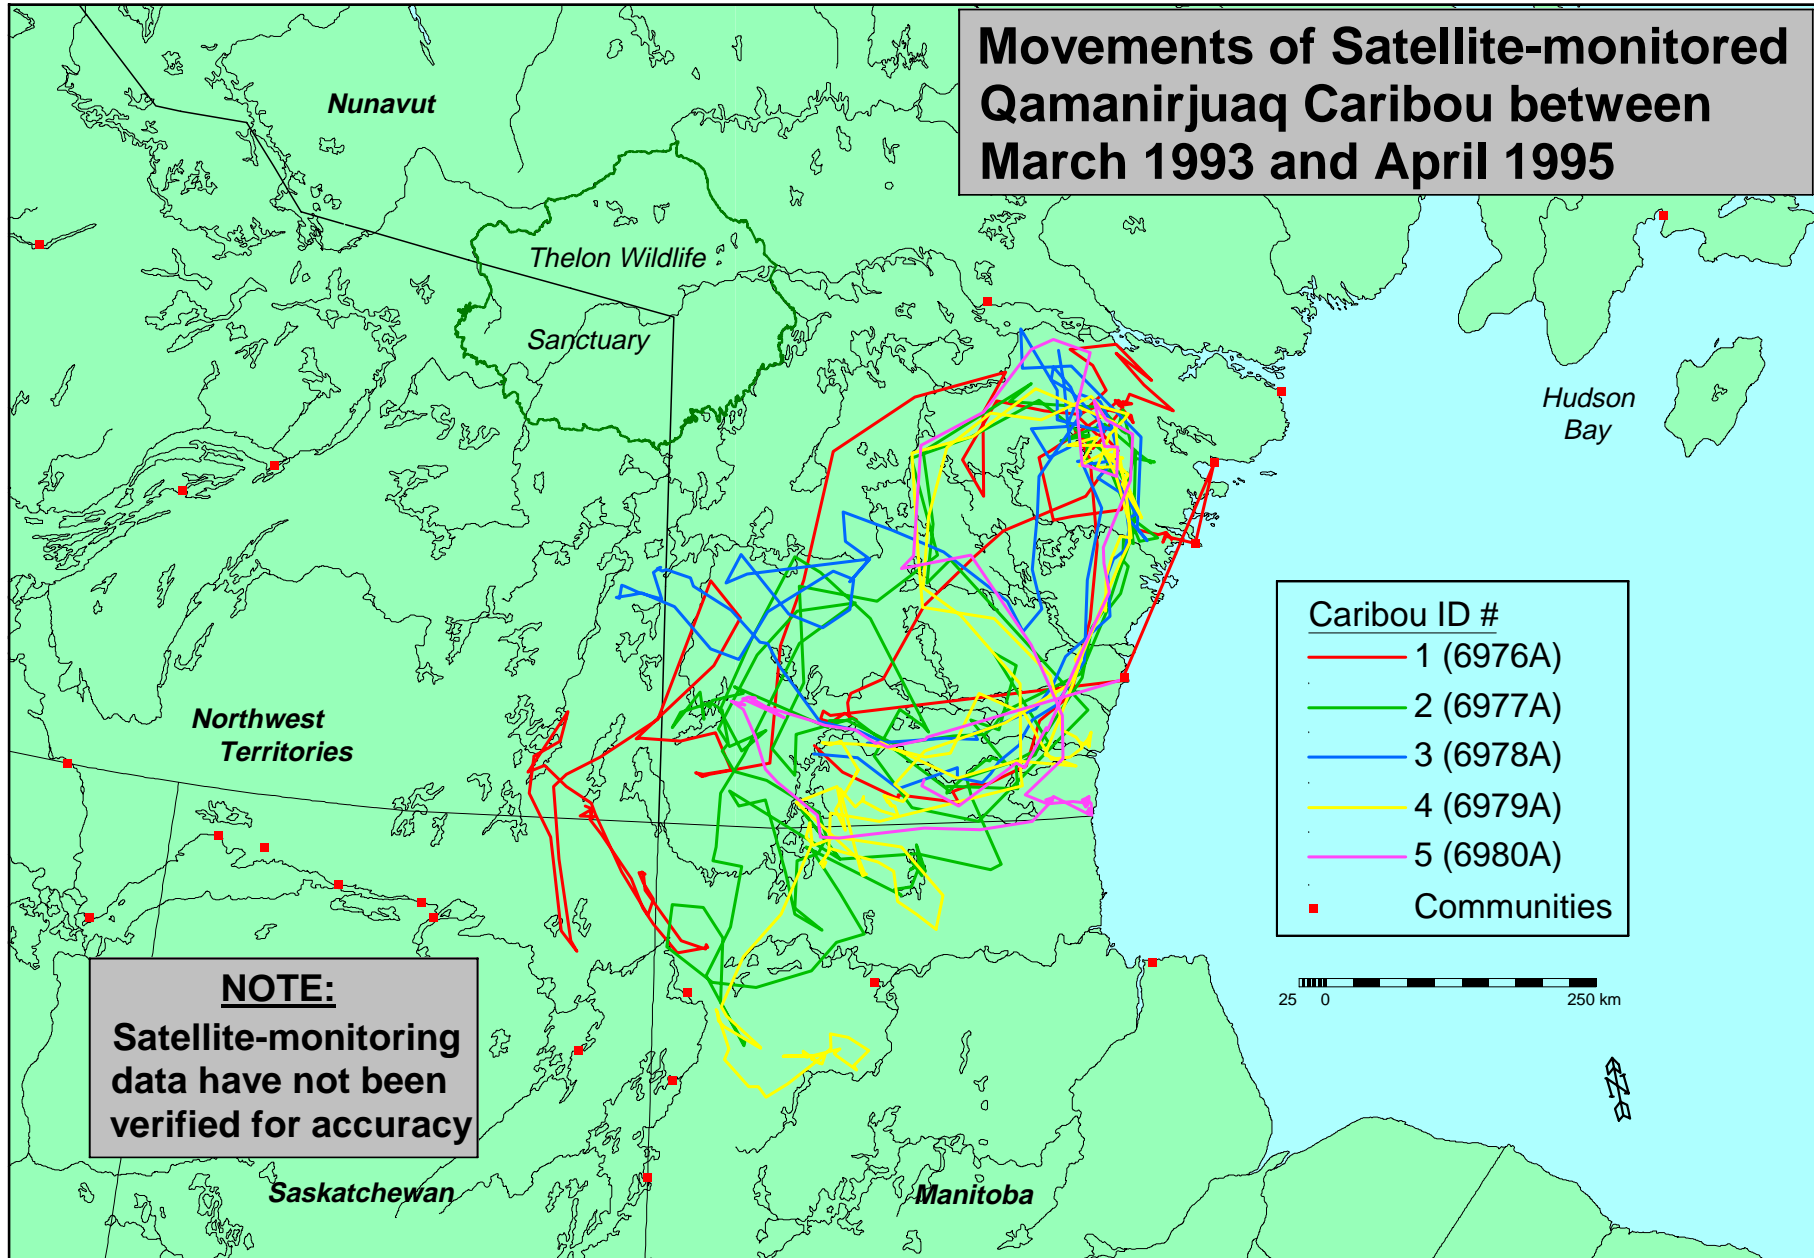 Movements of Satellite-monitored
Qamanirjuaq Caribou between
March 1993 and April 1995
Nunavut
Thelon Wildlife
Sanctuary
Hudson
Bay
Northwest
Territories
Caribou ID #
1 (6976A)
2 (6977A)
3 (6978A)
4 (6979A)
5 (6980A)
Communities
25 0 250 km
N
NOTE:
Satellite-monitoring
data have not been
verified for accuracy
Saskatchewan
Manitoba